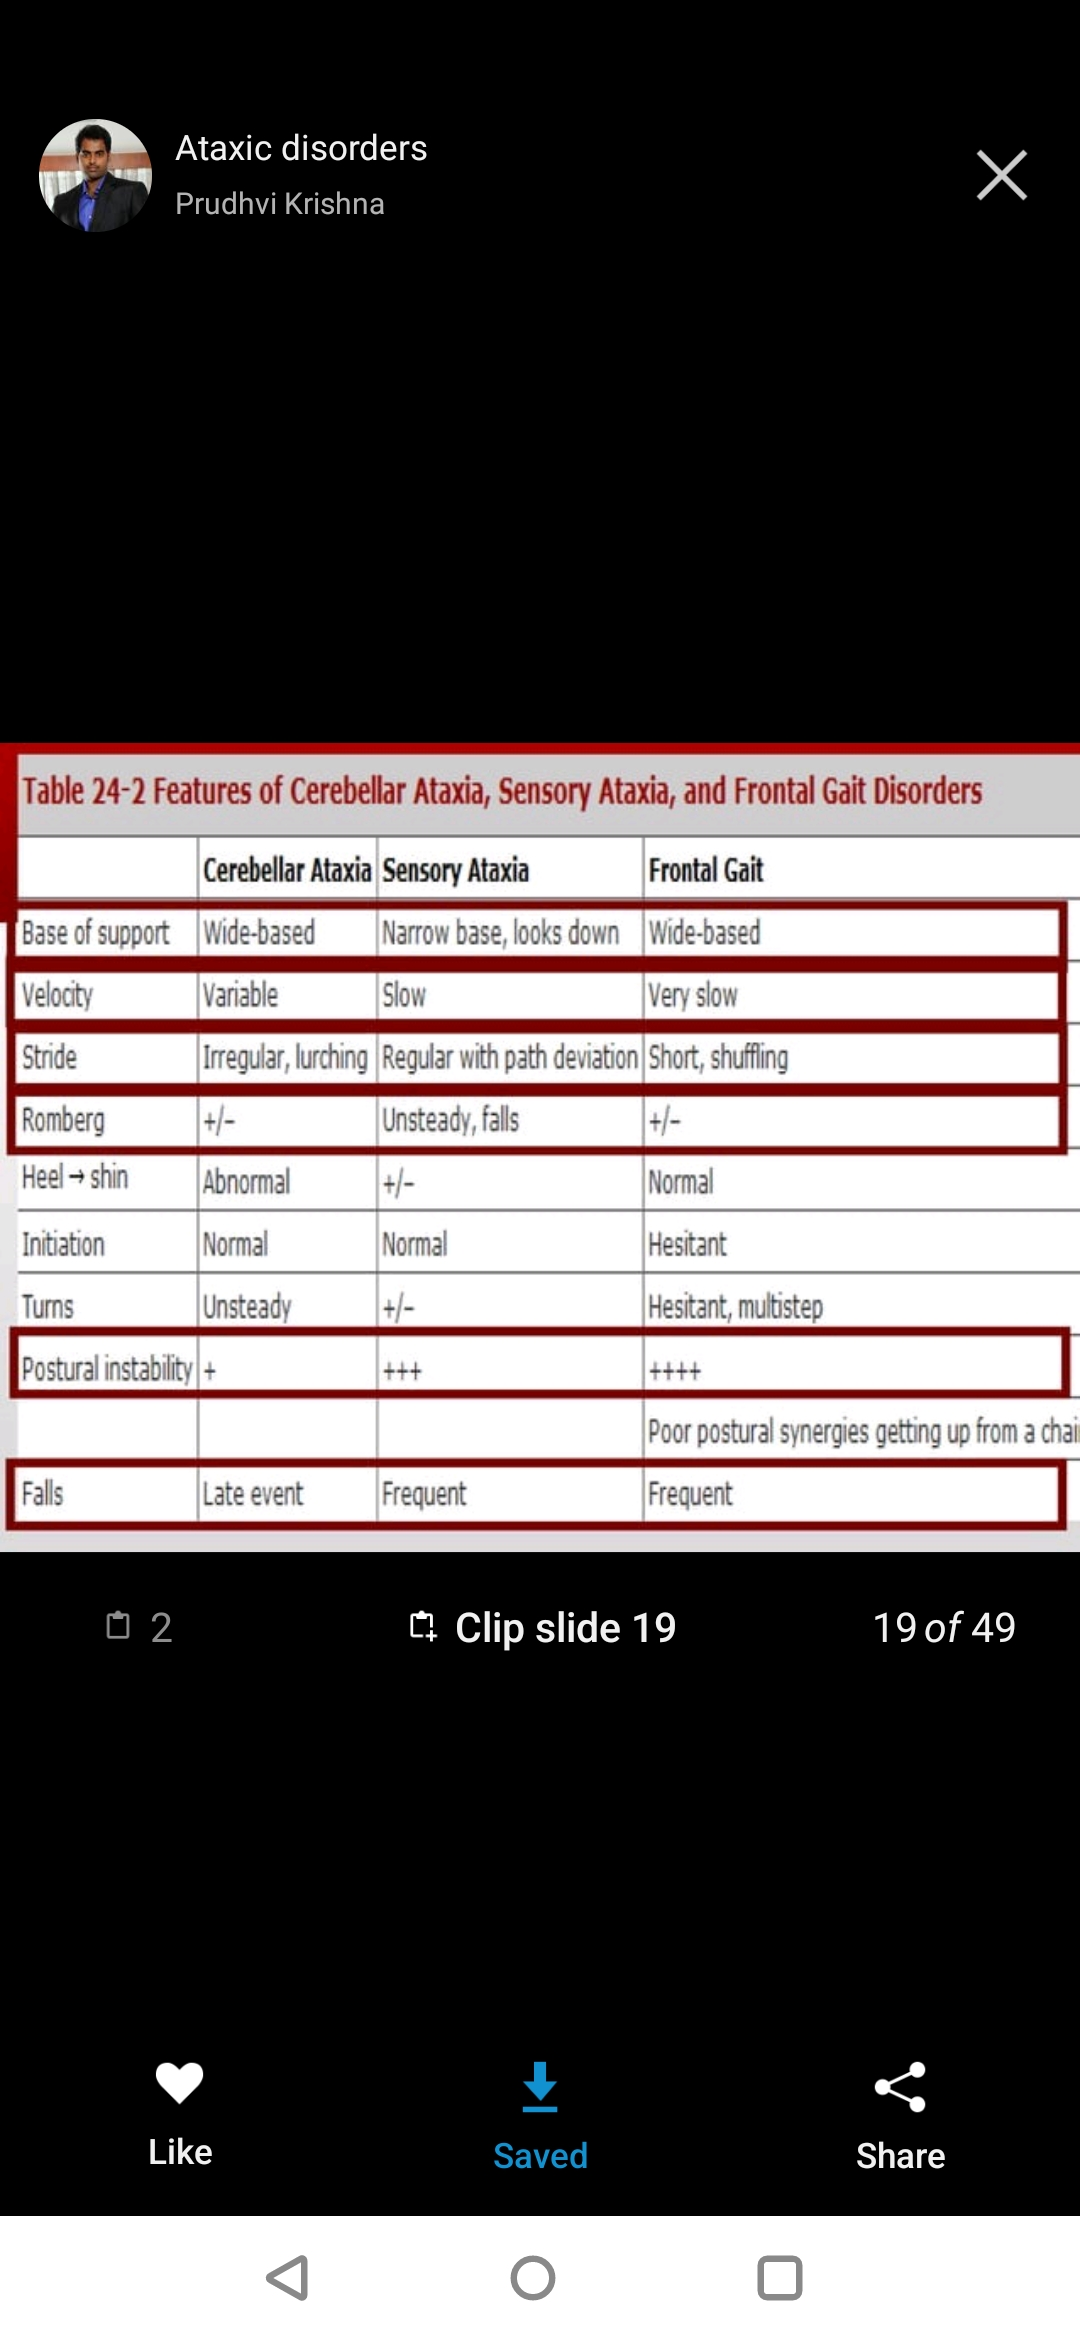 Ataxic disorders
Prudhvi Krishna
Table 24-2 Features of Cerebellar Ataxia, Sensory Ataxia, and Frontal Gait Disorders
Cerebellar Ataxia Sensory Ataxia Frontal Gait
Base of support Wide-based Narrow base, looks down Wide-based
Velocity Variable Slow Very slow
Stride Irregular, lurching Regular with path deviation Short, shuffling
Romberg +/− Unsteady, falls +/−
Heel → shin Abnormal +/− Normal
Initiation Normal Normal Hesitant
Turns Unsteady +/− Hesitant, multistep
Postural instability + +++ ++++
Poor postural synergies getting up from a chai
Falls Late event Frequent Frequent
2 Clip slide 19 19 of 49
Like Saved Share